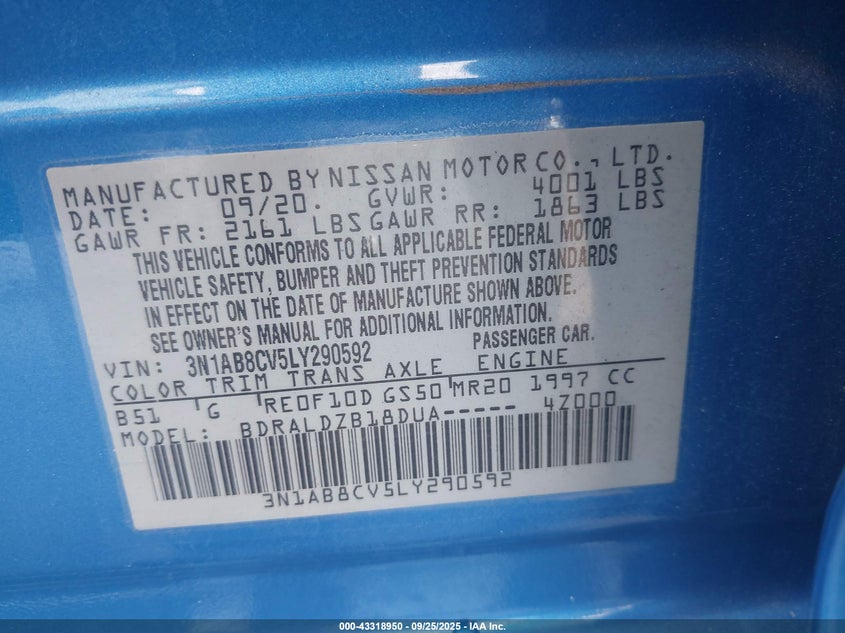 MANUFACTURED BY NISSAN MOTOR CO., LTD.
DATE: 09/20. GVWR: 4001 LBS
GAWR FR: 2161 LBS GAWR RR: 1863 LBS
THIS VEHICLE CONFORMS TO ALL APPLICABLE FEDERAL MOTOR
VEHICLE SAFETY, BUMPER AND THEFT PREVENTION STANDARDS
IN EFFECT ON THE DATE OF MANUFACTURE SHOWN ABOVE.
SEE OWNER'S MANUAL FOR ADDITIONAL INFORMATION.
VIN: 3N1AB8CV5LY290592 PASSENGER CAR.
COLOR TRIM TRANS AXLE ENGINE
B51 G RE0F10D GS50 MR20 1997 CC
MODEL: BDRALDZB18DUA----- 4Z000
3N1AB8CV5LY290592
000-43318950 - 09/25/2025 - IAA Inc.